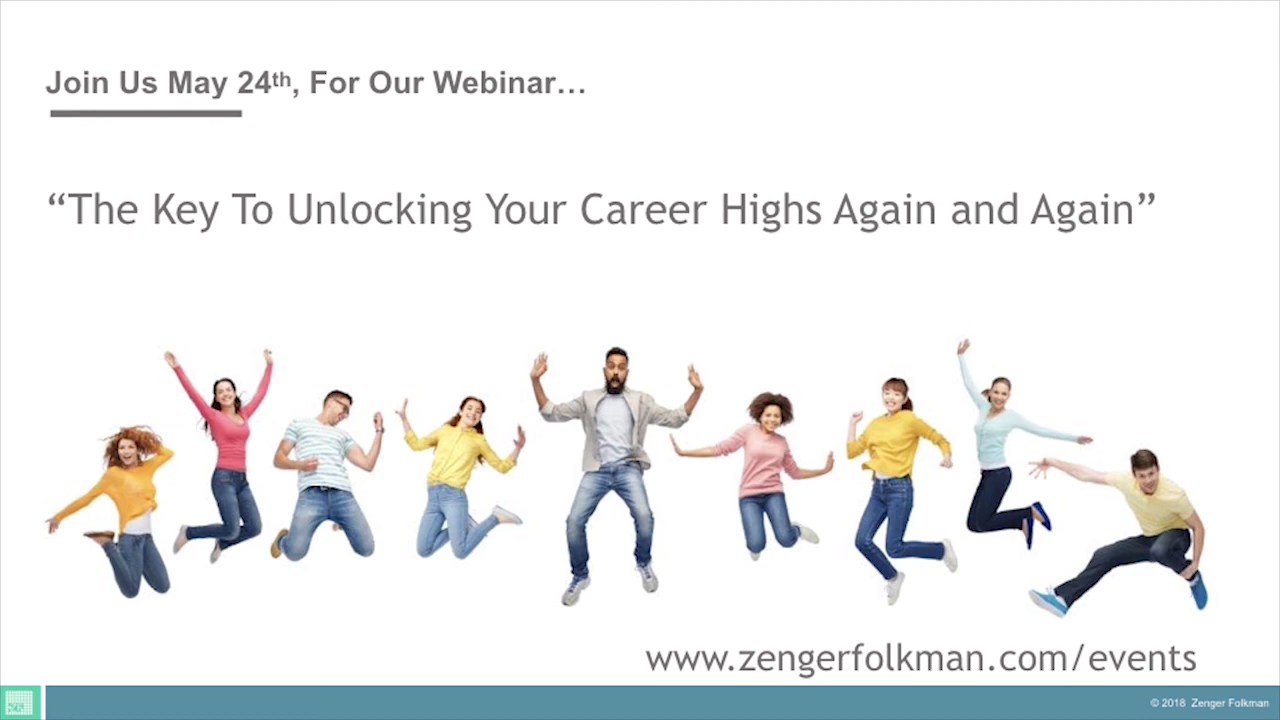 Join Us May 24th, For Our Webinar…
“The Key To Unlocking Your Career Highs Again and Again”
www.zengerfolkman.com/events
© 2018 Zenger Folkman